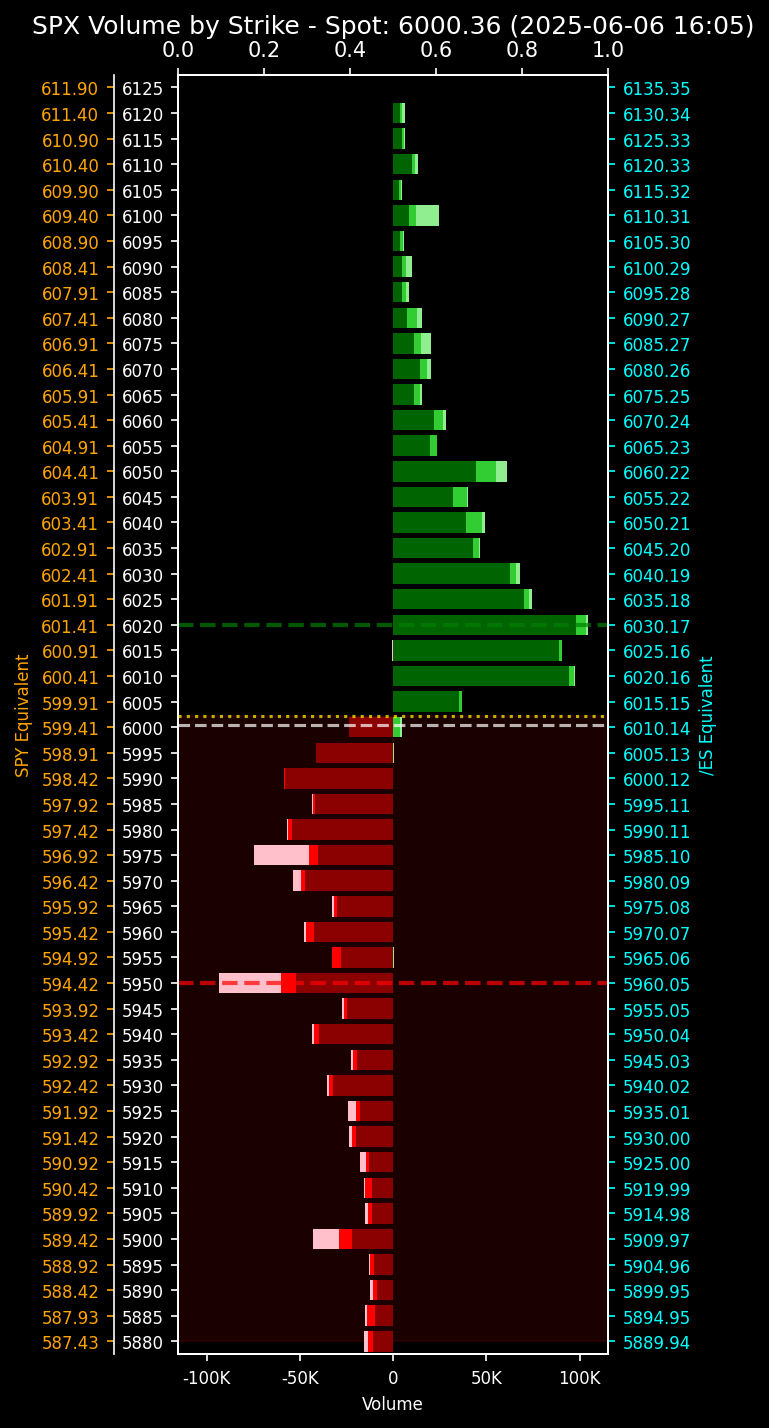 SPX Volume by Strike - Spot: 6000.36 (2025-06-06 16:05)
0.0 0.2 0.4 0.6 0.8 1.0
611.90 6125 6135.35
611.40 6120 6130.34
610.90 6115 6125.33
610.40 6110 6120.33
609.90 6105 6115.32
609.40 6100 6110.31
608.90 6095 6105.30
608.41 6090 6100.29
607.91 6085 6095.28
607.41 6080 6090.27
606.91 6075 6085.27
606.41 6070 6080.26
605.91 6065 6075.25
605.41 6060 6070.24
604.91 6055 6065.23
604.41 6050 6060.22
603.91 6045 6055.22
603.41 6040 6050.21
602.91 6035 6045.20
602.41 6030 6040.19
601.91 6025 6035.18
601.41 6020 6030.17
600.91 6015 6025.16
600.41 6010 6020.16
599.91 6005 6015.15
599.41 6000 6010.14
598.91 5995 6005.13
598.42 5990 6000.12
597.92 5985 5995.11
597.42 5980 5990.11
596.92 5975 5985.10
596.42 5970 5980.09
595.92 5965 5975.08
595.42 5960 5970.07
594.92 5955 5965.06
594.42 5950 5960.05
593.92 5945 5955.05
593.42 5940 5950.04
592.92 5935 5945.03
592.42 5930 5940.02
591.92 5925 5935.01
591.42 5920 5930.00
590.92 5915 5925.00
590.42 5910 5919.99
589.92 5905 5914.98
589.42 5900 5909.97
588.92 5895 5904.96
588.42 5890 5899.95
587.93 5885 5894.95
587.43 5880 5889.94
SPY Equivalent
/ES Equivalent
-100K -50K 0 50K 100K
Volume